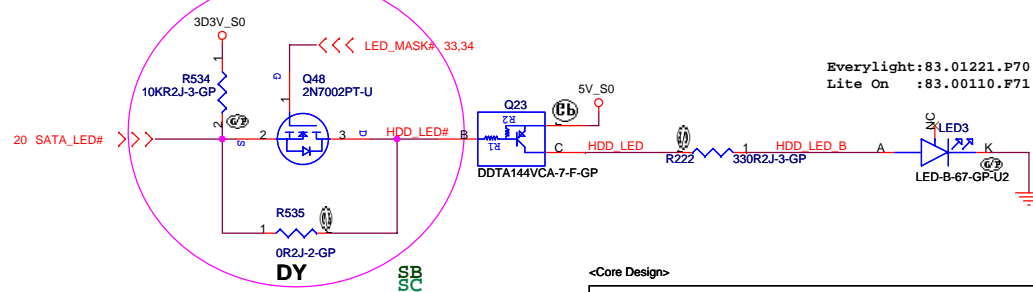 3D3V_S0
LED_MASK# 33,34
R534
10KR2J-3-GP
Q48
2N7002PT-U
G
1
1
2
20 SATA_LED#
2
S
3
D
HDD_LED#
B
Q23
R2
R1
5V_S0
C
HDD_LED
DDTA144VCA-7-F-GP
R222
1
330R2J-3-GP
HDD_LED_B
A
NC
LED3
K
LED-B-67-GP-U2
Everylight:83.01221.P70
Lite On :83.00110.F71
R535
1
0R2J-2-GP
DY
SB
SC
<Core Design>